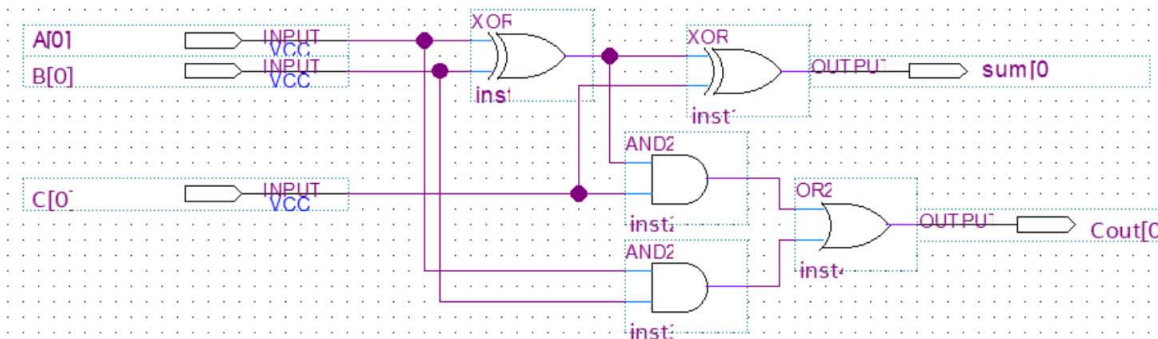 XOR
A[0] INPUT
VCC
XOR
B[0] INPUT
VCC
OUTPUT sum[0
inst
inst
AND2
C[0 INPUT
VCC
OR2
inst
OUTPUT Cout[0
AND2
inst
inst